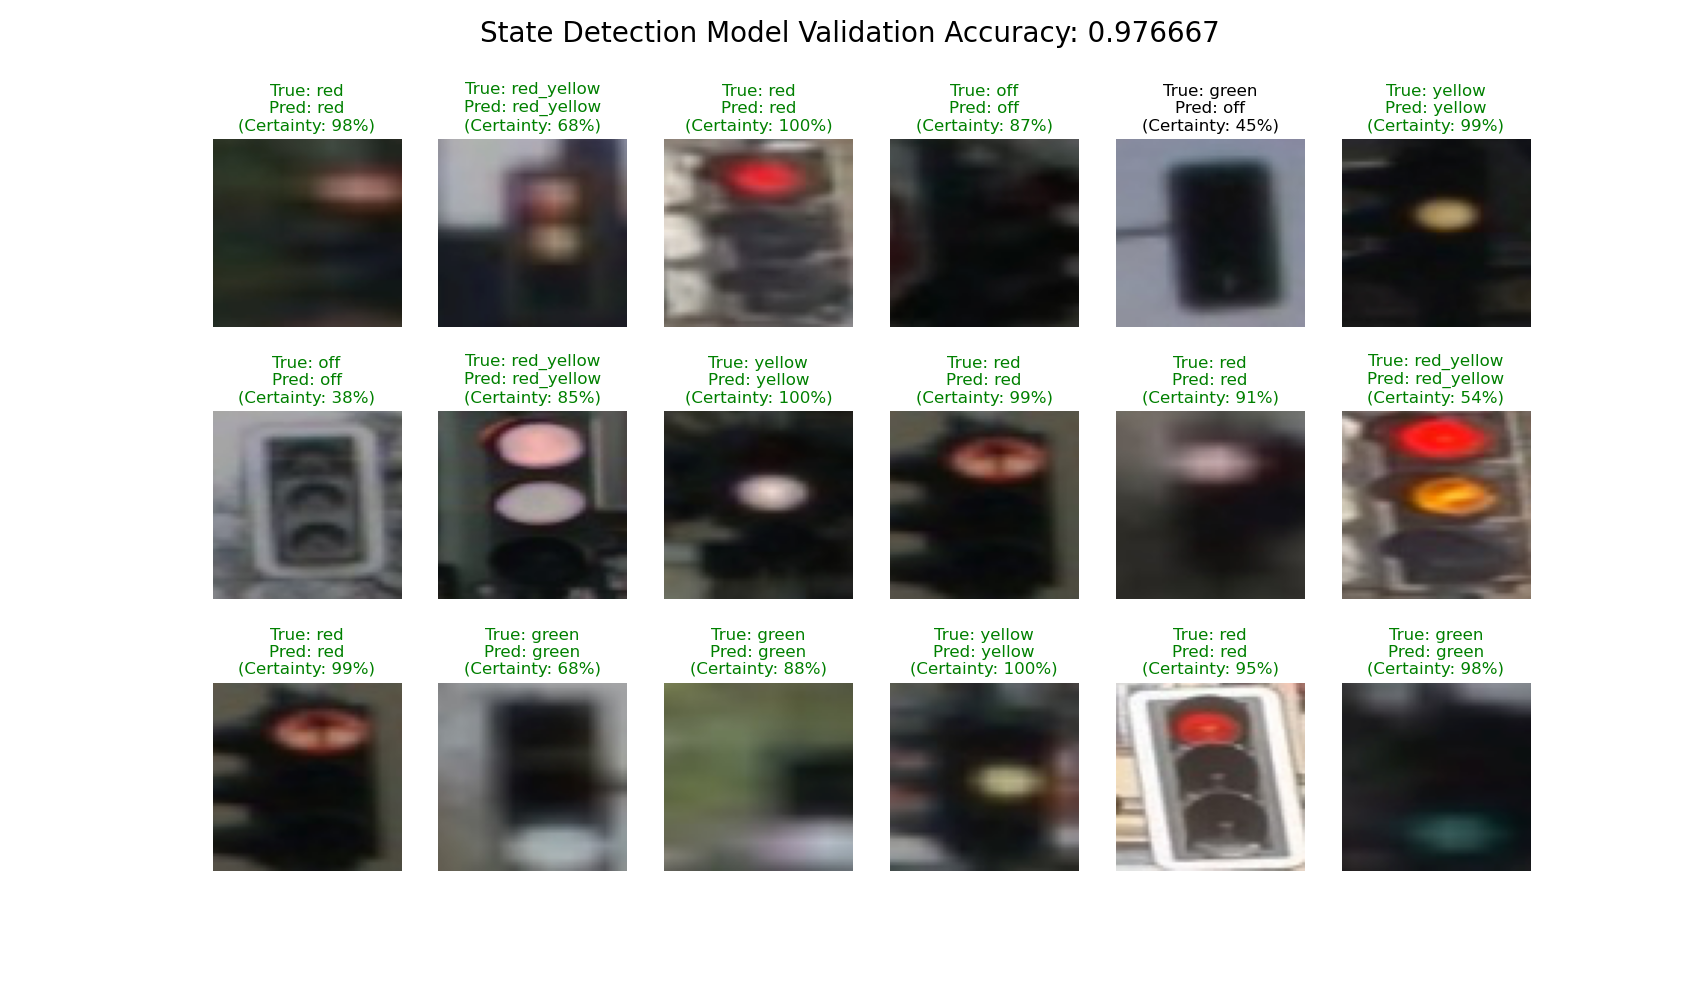 State Detection Model Validation Accuracy: 0.976667
True: red
Pred: red
(Certainty: 98%)
True: red_yellow
Pred: red_yellow
(Certainty: 68%)
True: red
Pred: red
(Certainty: 100%)
True: off
Pred: off
(Certainty: 87%)
True: green
Pred: off
(Certainty: 45%)
True: yellow
Pred: yellow
(Certainty: 99%)
True: off
Pred: off
(Certainty: 38%)
True: red_yellow
Pred: red_yellow
(Certainty: 85%)
True: yellow
Pred: yellow
(Certainty: 100%)
True: red
Pred: red
(Certainty: 99%)
True: red
Pred: red
(Certainty: 91%)
True: red_yellow
Pred: red_yellow
(Certainty: 54%)
True: red
Pred: red
(Certainty: 99%)
True: green
Pred: green
(Certainty: 68%)
True: green
Pred: green
(Certainty: 88%)
True: yellow
Pred: yellow
(Certainty: 100%)
True: red
Pred: red
(Certainty: 95%)
True: green
Pred: green
(Certainty: 98%)